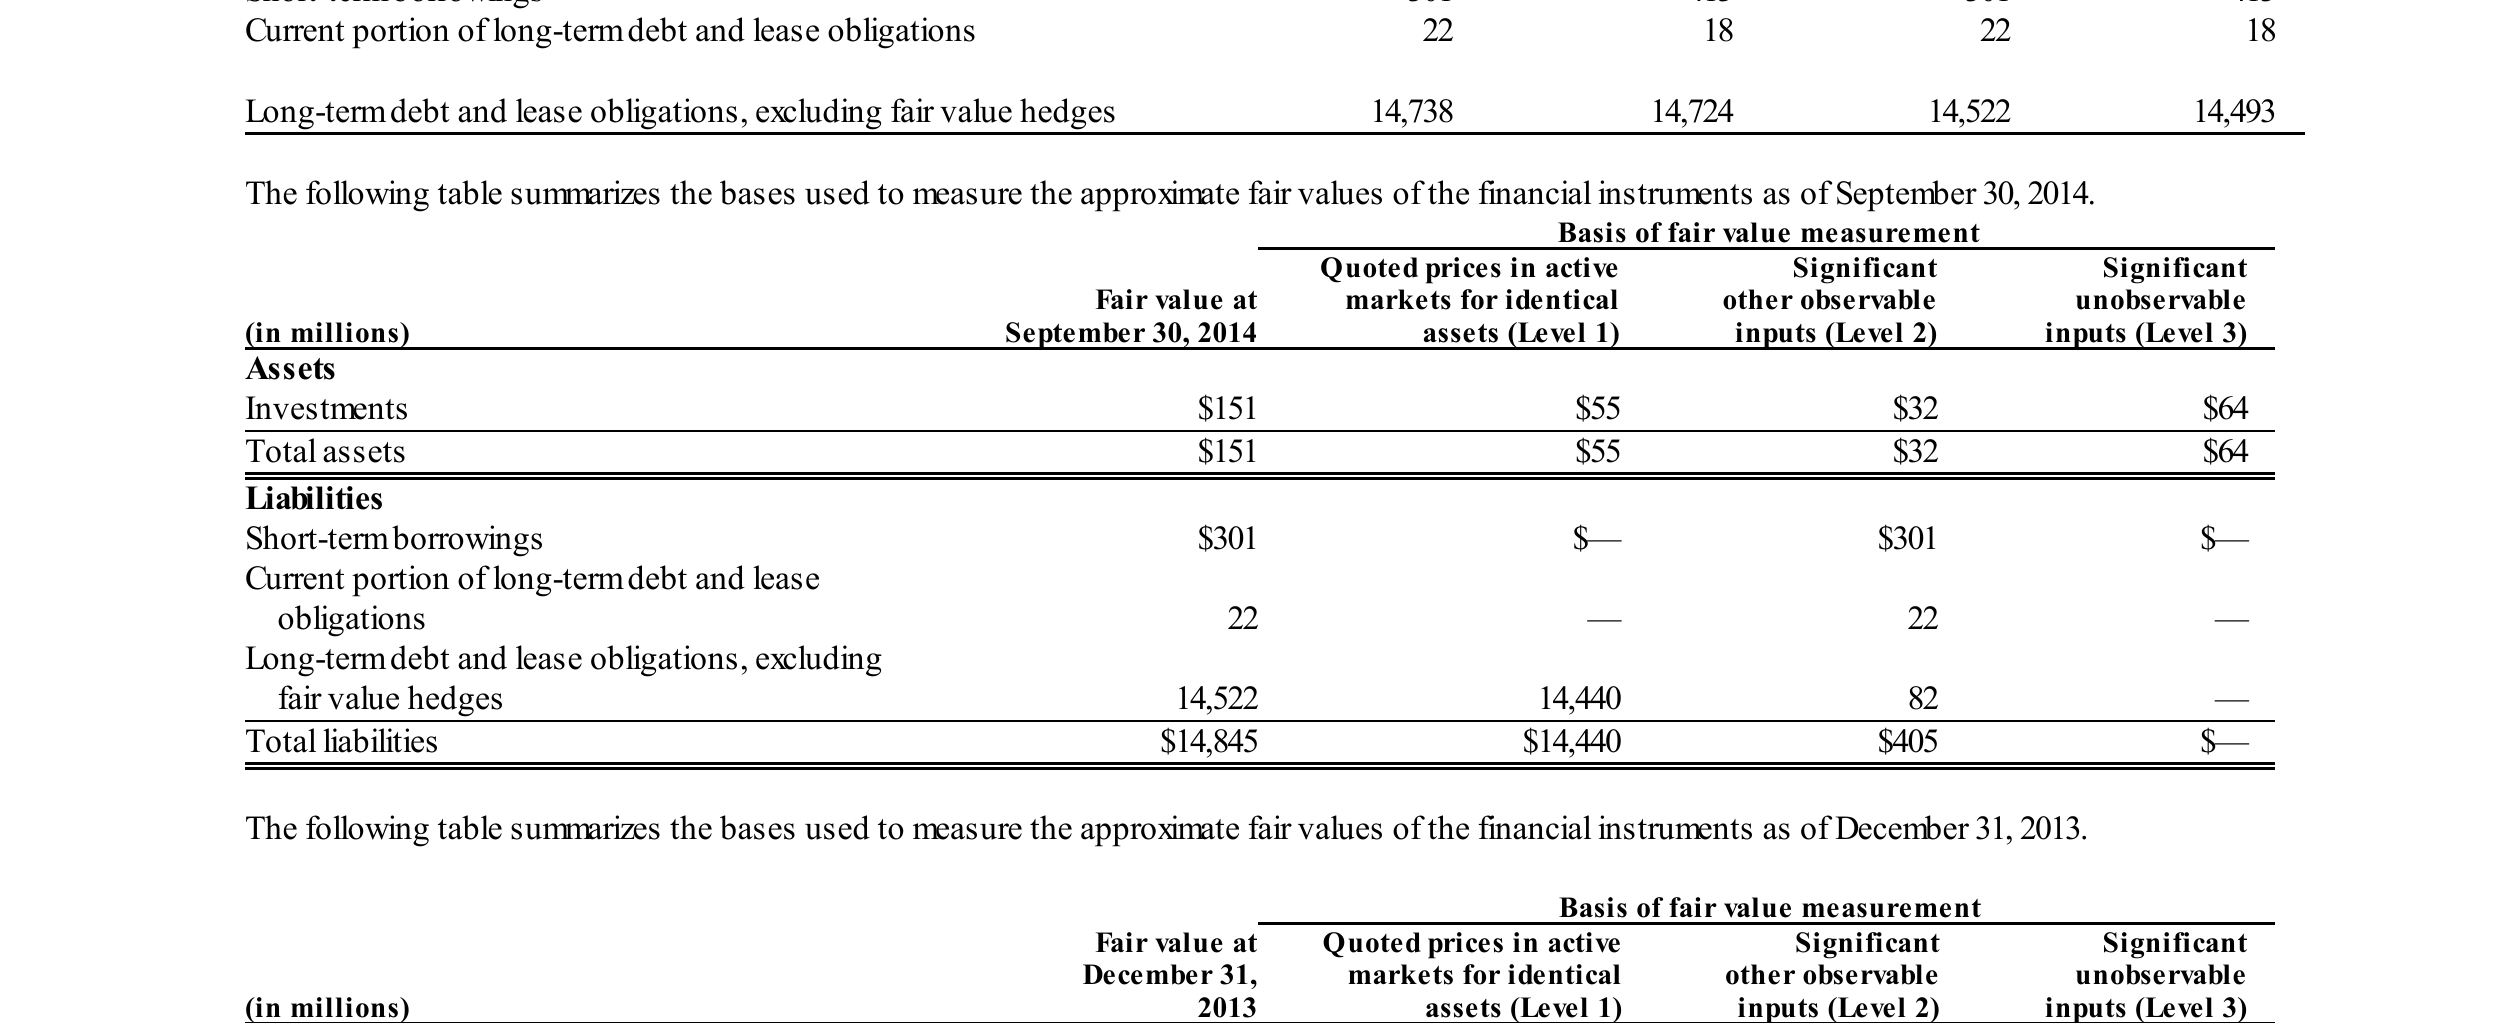 Current portion of long-term debt and lease obligations 22 18 22 18
Long-term debt and lease obligations, excluding fair value hedges 14,738 14,724 14,522 14,493
The following table summarizes the bases used to measure the approximate fair values of the financial instruments as of September 30, 2014.
Basis of fair value measurement
Quoted prices in active Significant Significant
Fair value at markets for identical other observable unobservable
(in millions) September 30, 2014 assets (Level 1) inputs (Level 2) inputs (Level 3)
Assets
Investments $151 $55 $32 $64
Total assets $151 $55 $32 $64
Liabilities
Short-term borrowings $301 $— $301 $—
Current portion of long-term debt and lease
obligations 22 — 22 —
Long-term debt and lease obligations, excluding
fair value hedges 14,522 14,440 82 —
Total liabilities $14,845 $14,440 $405 $—
The following table summarizes the bases used to measure the approximate fair values of the financial instruments as of December 31, 2013.
Basis of fair value measurement
Fair value at Quoted prices in active Significant Significant
December 31, markets for identical other observable unobservable
(in millions) 2013 assets (Level 1) inputs (Level 2) inputs (Level 3)